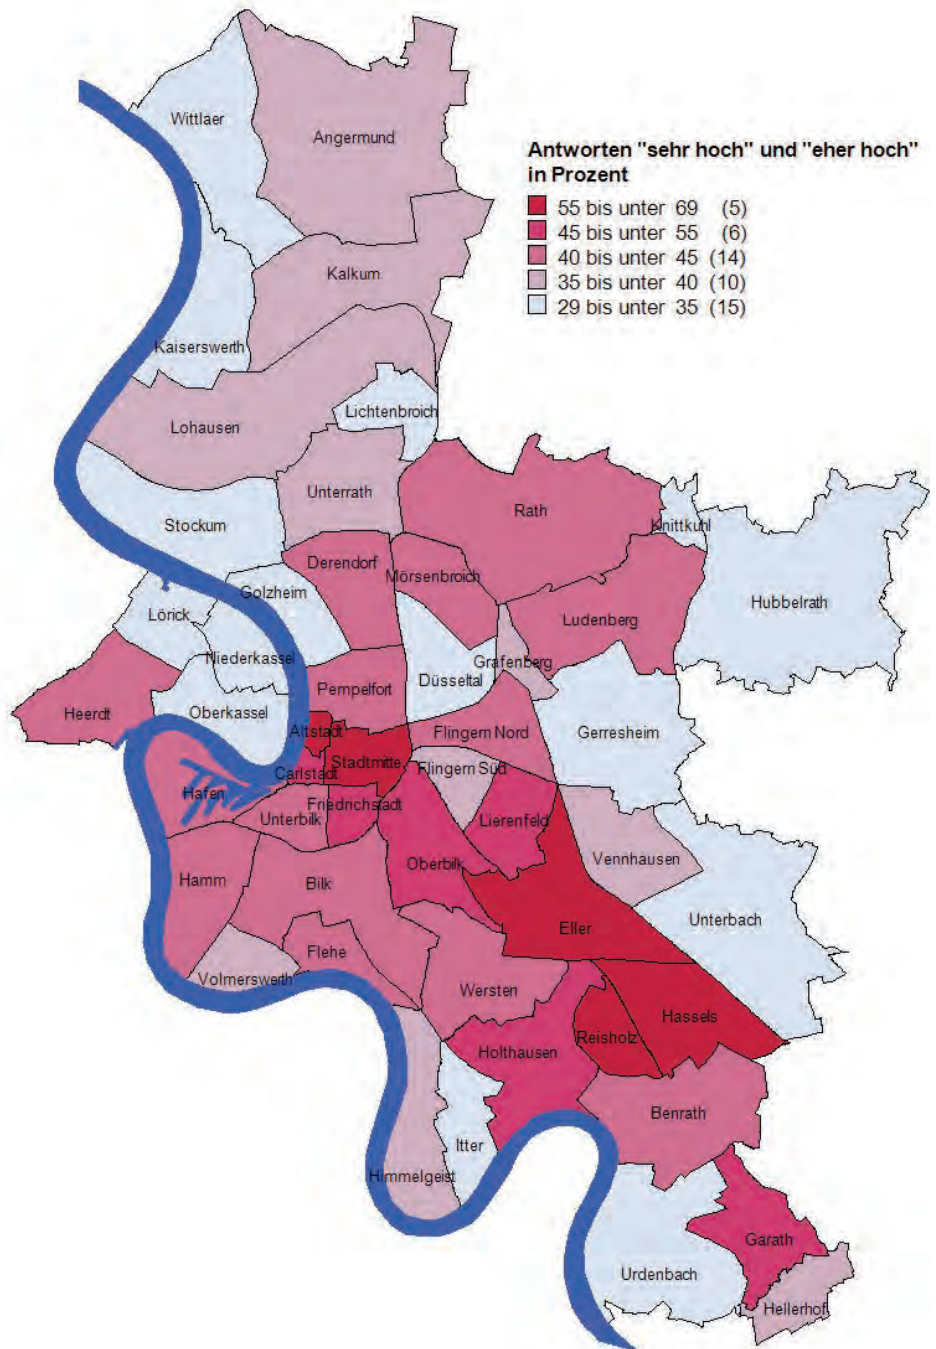 Wittlaer
Angermund
Antworten "sehr hoch" und "eher hoch"
in Prozent
55 bis unter 69 (5)
45 bis unter 55 (6)
40 bis unter 45 (14)
35 bis unter 40 (10)
29 bis unter 35 (15)
Kalkum
Kaiserswerth
Lichtenbroich
Lohausen
Unterrath
Rath
Stockum
Knittkuhl
Derendorf
Mörsenbroich
Golzheim
Hubbelrath
Lörick
Ludenberg
Niederkassel
Grafenberg
Düsseltal
Pempelfort
Heerdt
Oberkassel
Altstadt
Flingern Nord
Gerresheim
Stadtmitte
Carlstadt
Flingern Süd
Hafen
Friedrichstadt
Unterbilk
Lierenfeld
Vennhausen
Oberbilk
Hamm
Bilk
Unterbach
Eller
Flehe
Volmerswerth
Wersten
Hassels
Reisholz
Holthausen
Benrath
Itter
Himmelgeist
Garath
Urdenbach
Hellerhof